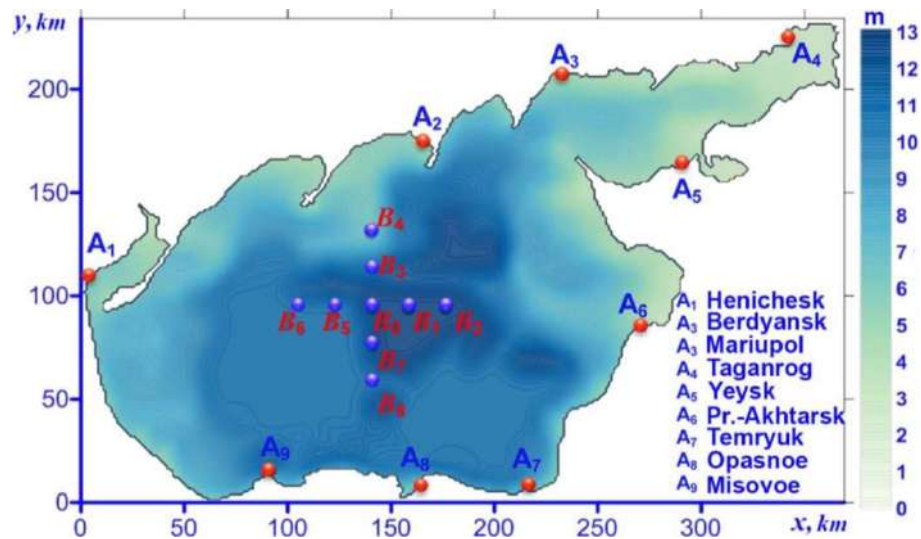 y, km
m
200
150
100
50
0
0 50 100 150 200 250 300
x, km
13
12
11
10
9
8
7
6
5
4
3
2
1
0
A1
A2
A3
A4
A5
A6
A7
A8
A9
B4
B3
B6 B5 B1 B2
B7
B8
A1 Henichesk
A3 Berdyansk
A3 Mariupol
A4 Taganrog
A5 Yeysk
A6 Pr.-Akhtarsk
A7 Temryuk
A8 Opasnoe
A9 Misovoe